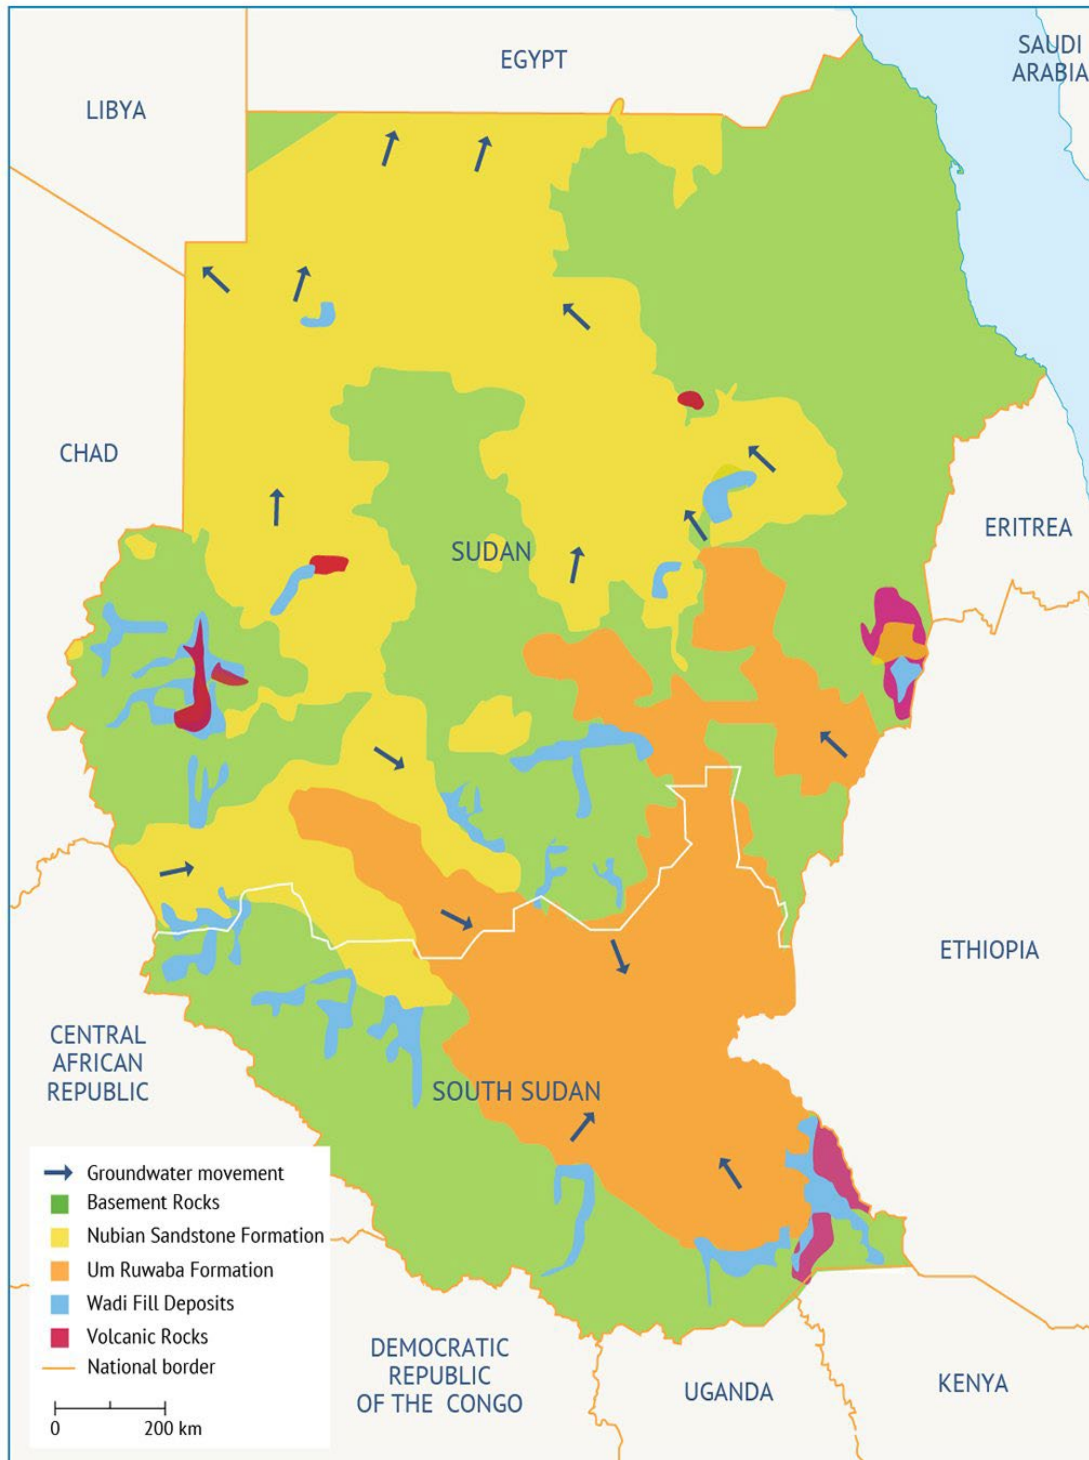 EGYPT
SAUDI
ARABIA
LIBYA
CHAD
SUDAN
ERITREA
ETHIOPIA
CENTRAL
AFRICAN
REPUBLIC
SOUTH SUDAN
Groundwater movement
Basement Rocks
Nubian Sandstone Formation
Um Ruwaba Formation
Wadi Fill Deposits
Volcanic Rocks
National border
0 200 km
DEMOCRATIC
REPUBLIC
OF THE CONGO
UGANDA
KENYA